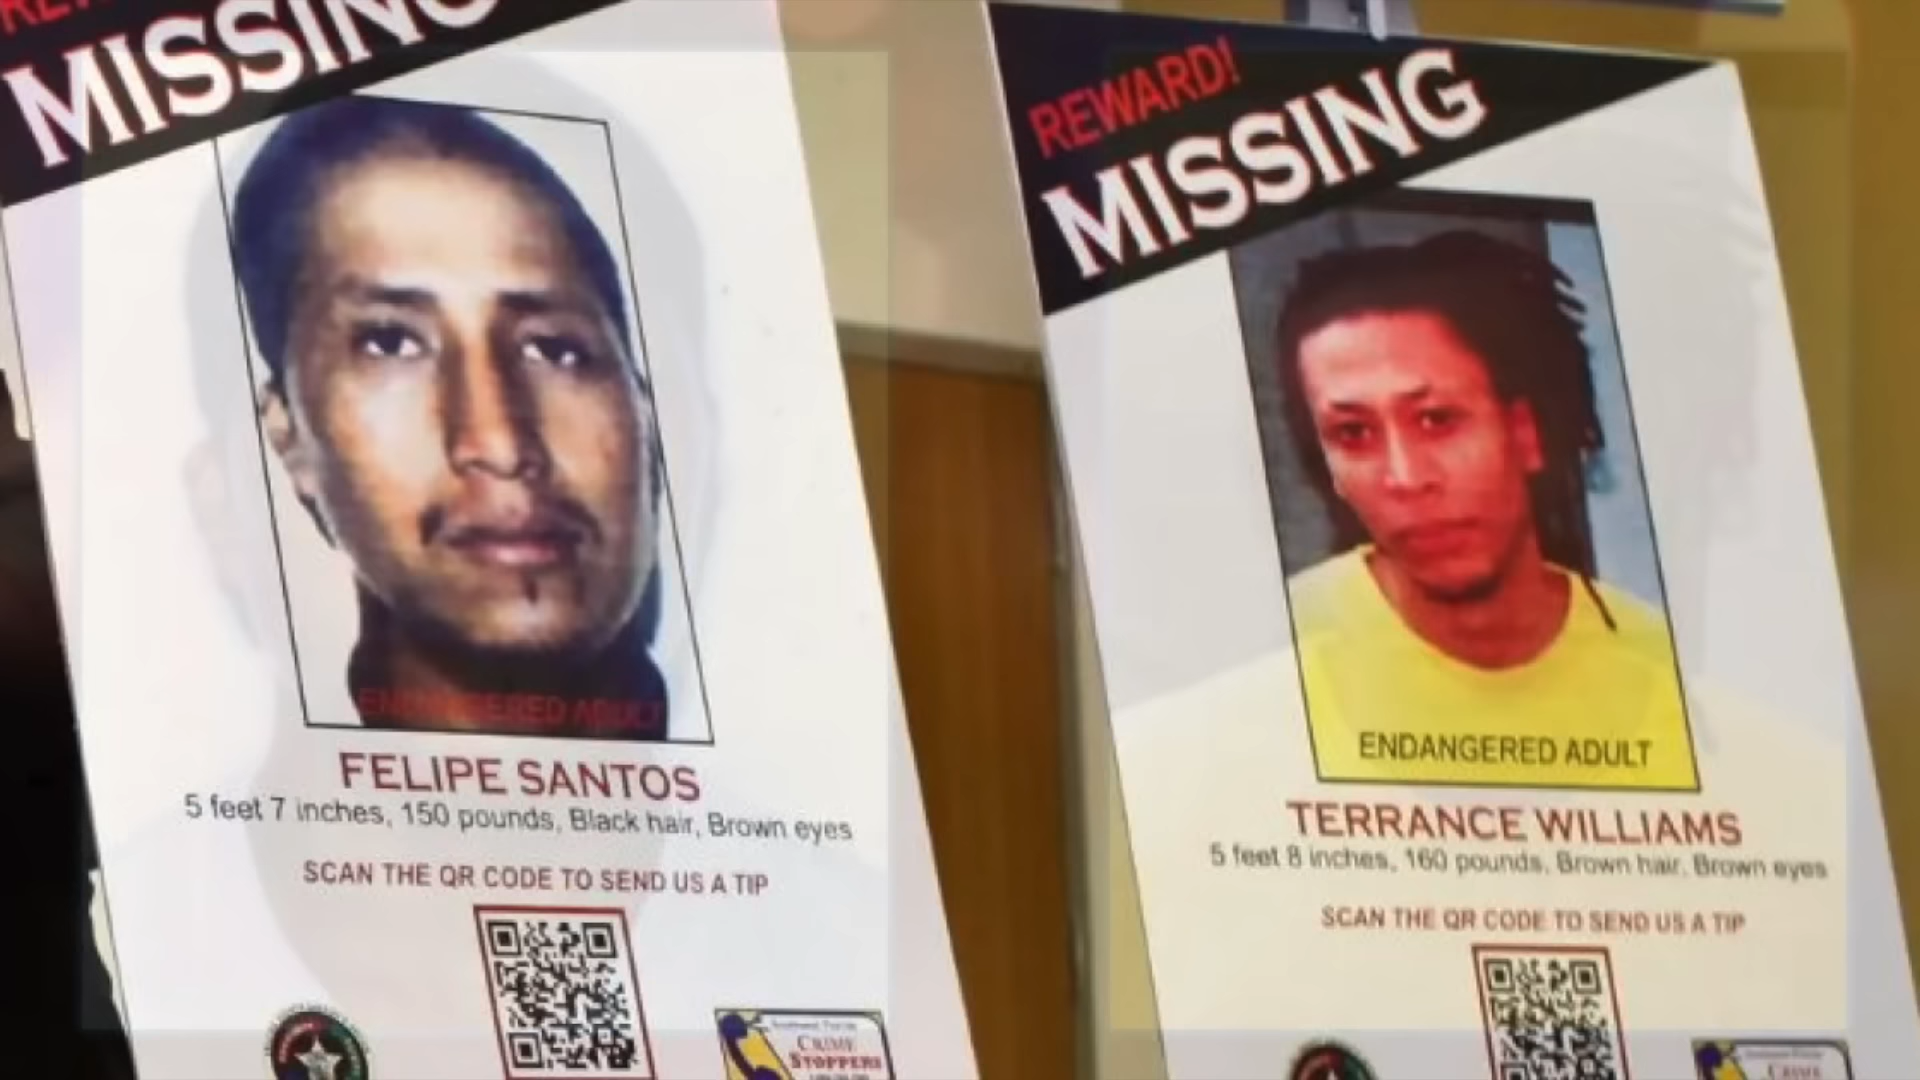 MISSING
ENDANGERED ADULT
FELIPE SANTOS
5 feet 7 inches, 150 pounds, Black hair, Brown eyes
SCAN THE QR CODE TO SEND US A TIP
CRIME
STOPPERS
REWARD!
MISSING
ENDANGERED ADULT
TERRANCE WILLIAMS
5 feet 8 inches, 160 pounds, Brown hair, Brown eyes
SCAN THE QR CODE TO SEND US A TIP
CRIME